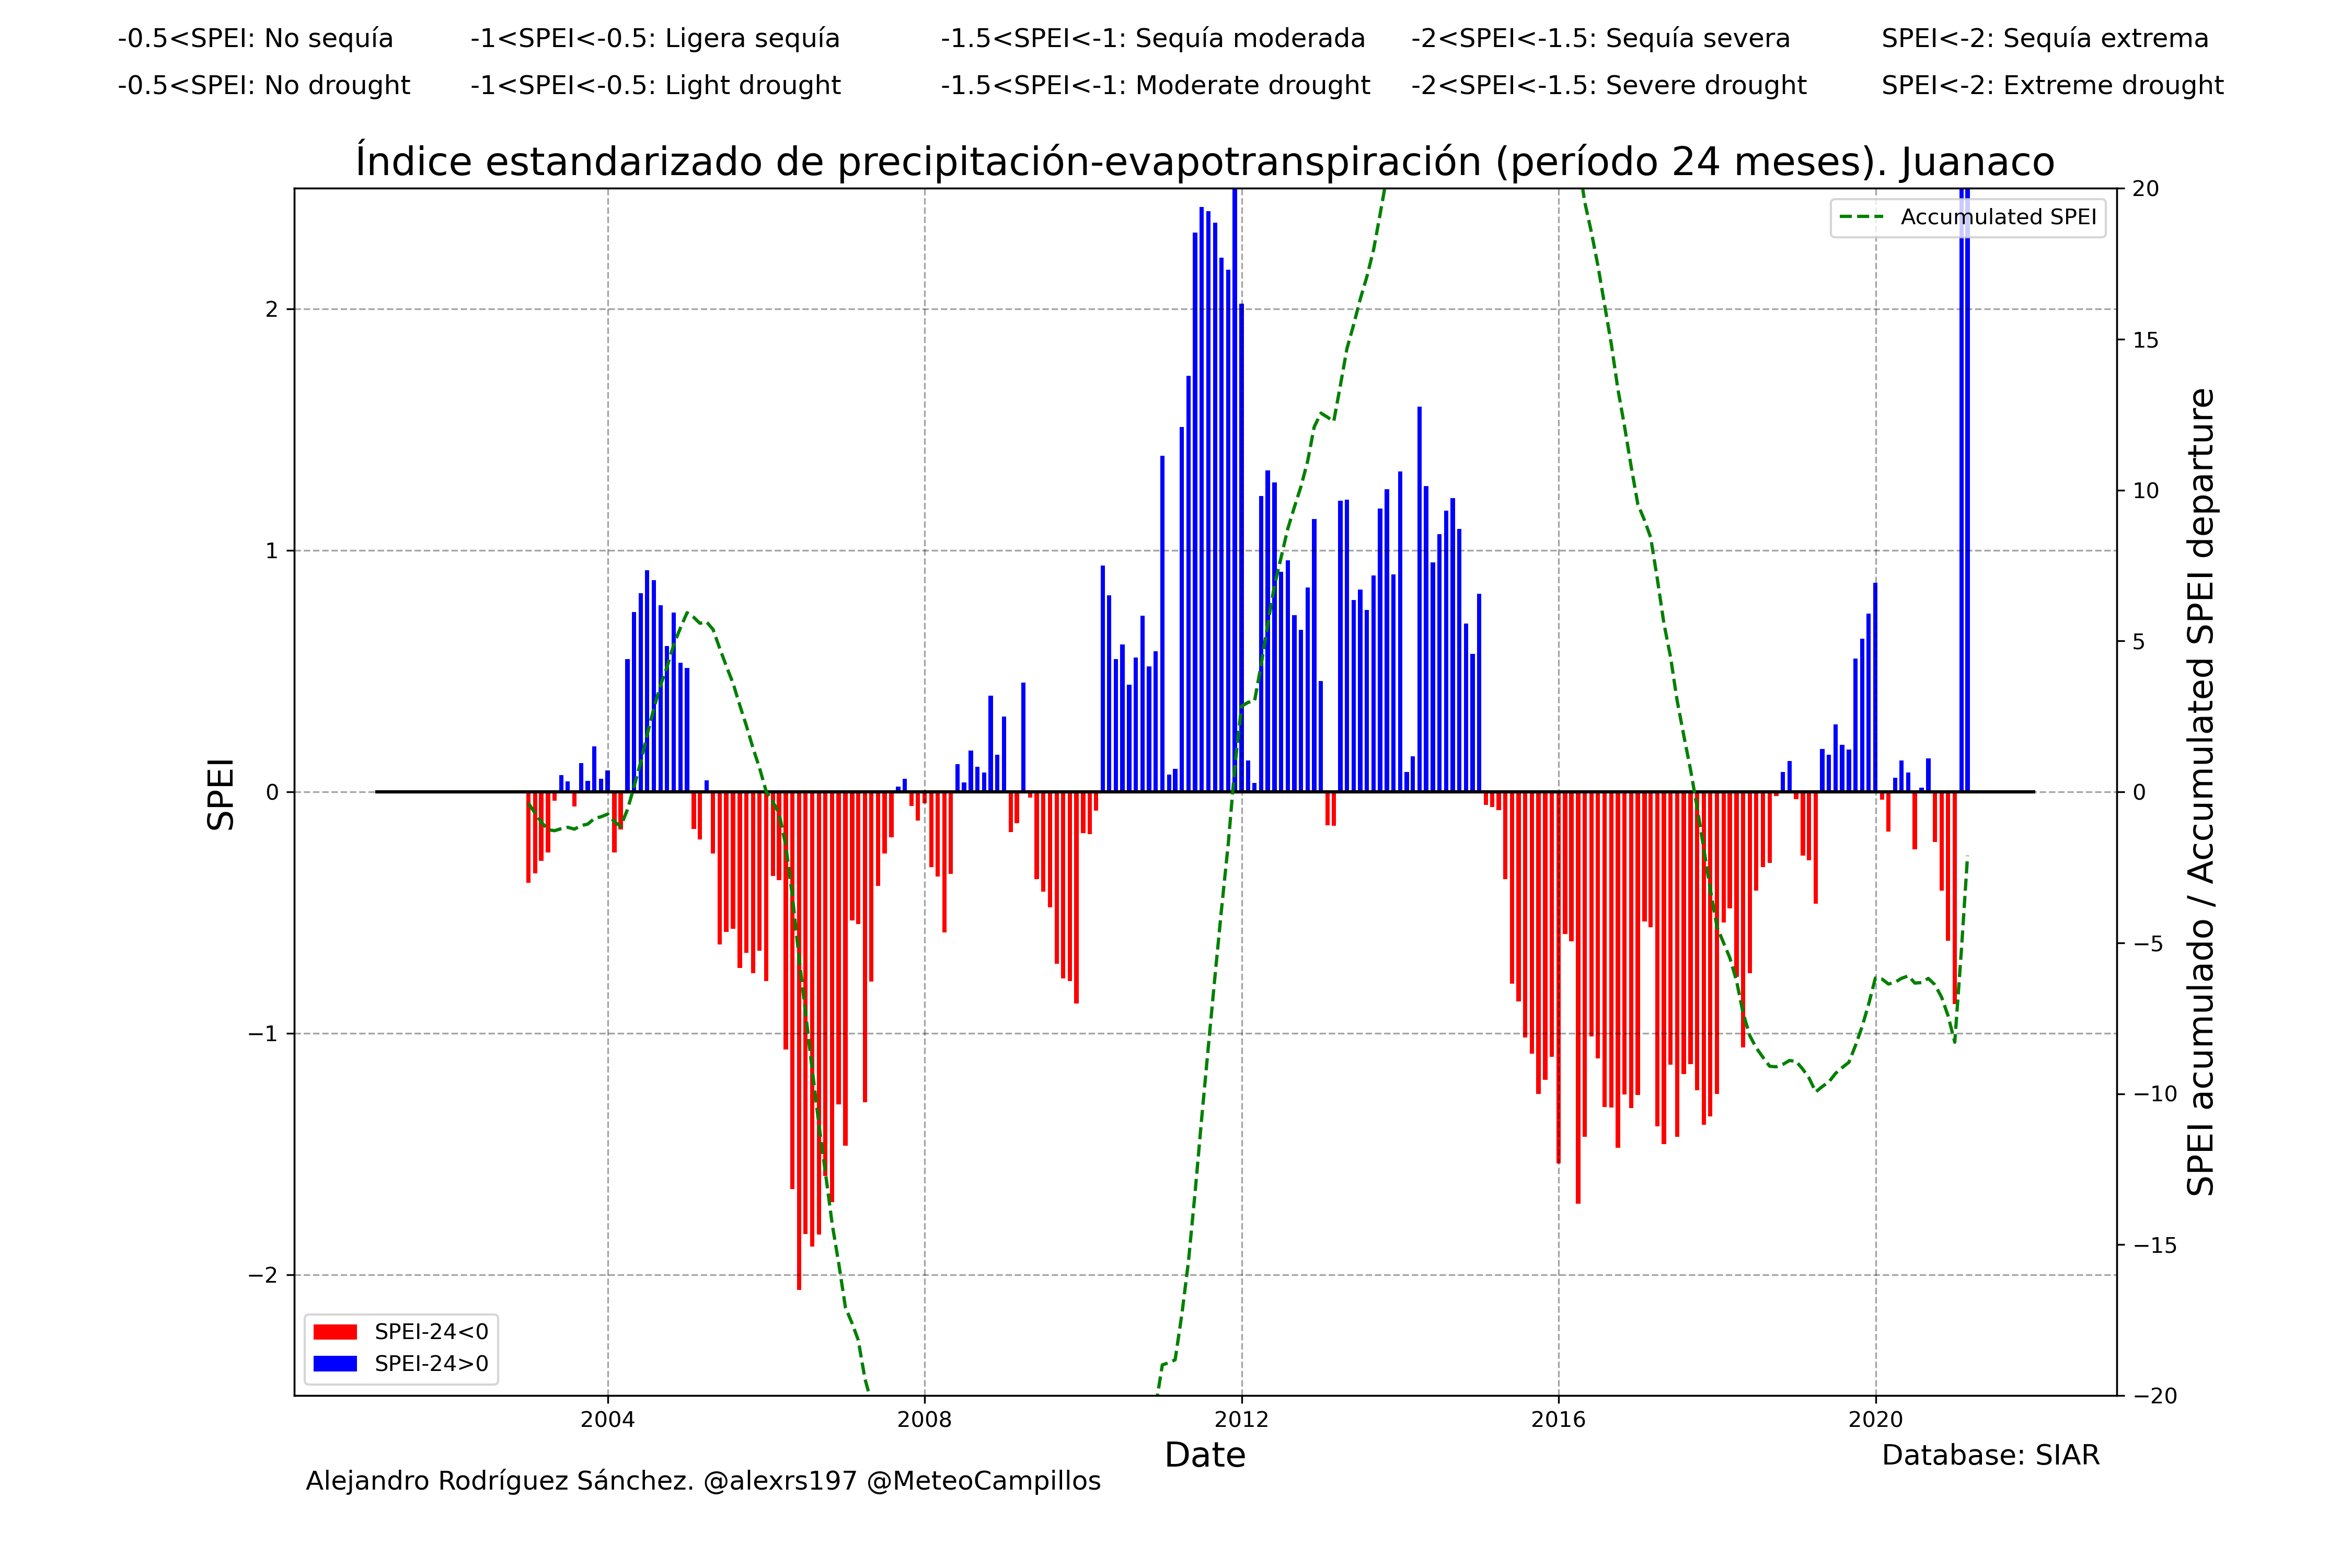 -0.5<SPEI: No sequía -1<SPEI<-0.5: Ligera sequía -1.5<SPEI<-1: Sequía moderada -2<SPEI<-1.5: Sequía severa SPEI<-2: Sequía extrema
-0.5<SPEI: No drought -1<SPEI<-0.5: Light drought -1.5<SPEI<-1: Moderate drought -2<SPEI<-1.5: Severe drought SPEI<-2: Extreme drought
Índice estandarizado de precipitación-evapotranspiración (período 24 meses). Juanaco
Accumulated SPEI
SPEI
2
1
0
−1
−2
20
15
10
5
0
−5
−10
−15
−20
SPEI acumulado / Accumulated SPEI departure
SPEI-24<0
SPEI-24>0
2004 2008 2012 2016 2020
Date
Database: SIAR
Alejandro Rodríguez Sánchez. @alexrs197 @MeteoCampillos